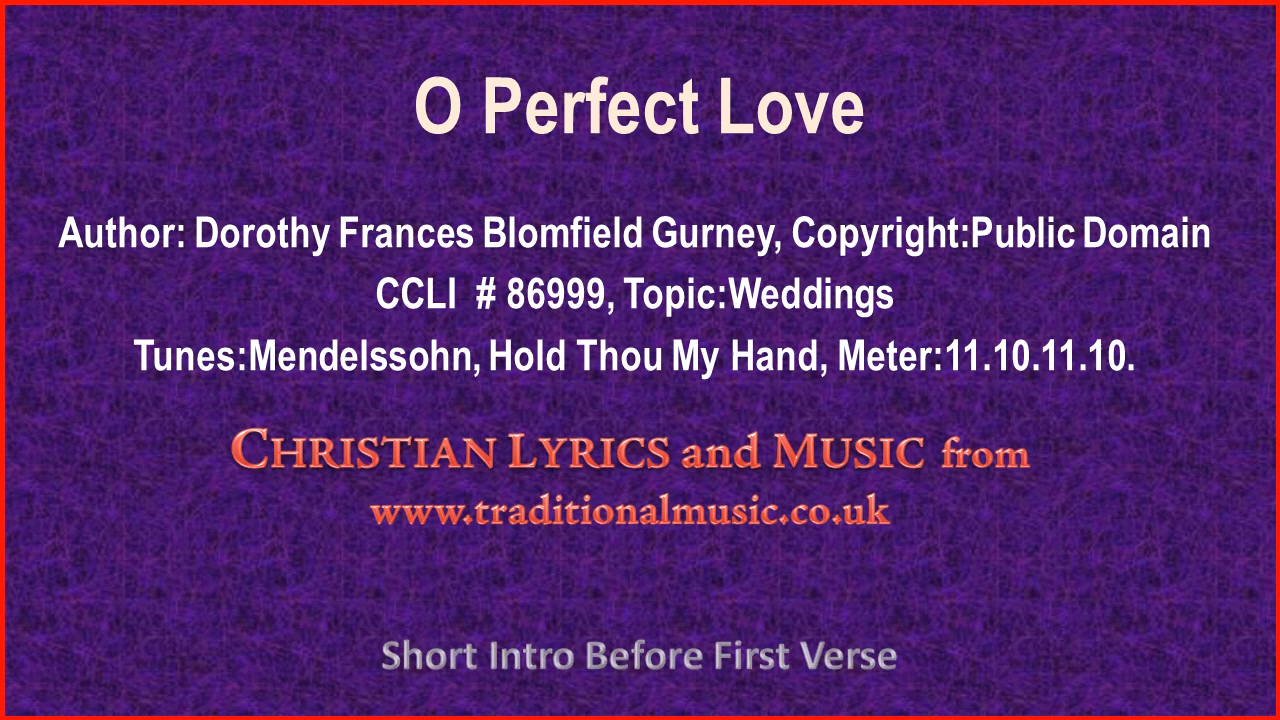 O Perfect Love
Author: Dorothy Frances Blomfield Gurney, Copyright:Public Domain
CCLI # 86999, Topic:Weddings
Tunes:Mendelssohn, Hold Thou My Hand, Meter:11.10.11.10.
CHRISTIAN LYRICS and MUSIC from
www.traditionalmusic.co.uk
Short Intro Before First Verse